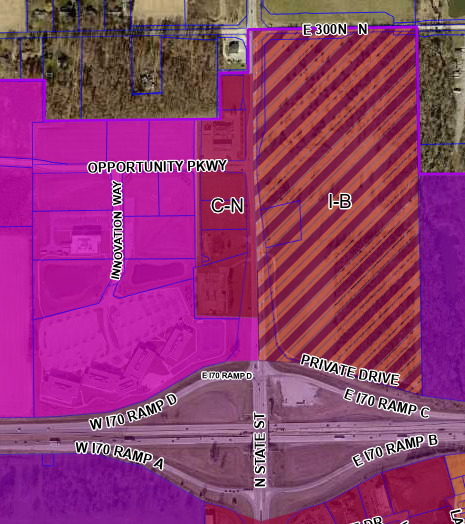 E 300N N
OPPORTUNITY PKWY
INNOVATION WAY
C-N
I-B
PRIVATE DRIVE
E I70 RAMP D
E I70 RAMP C
W I70 RAMP D
W I70 RAMP A
N STATE ST
E I70 RAMP B
DR